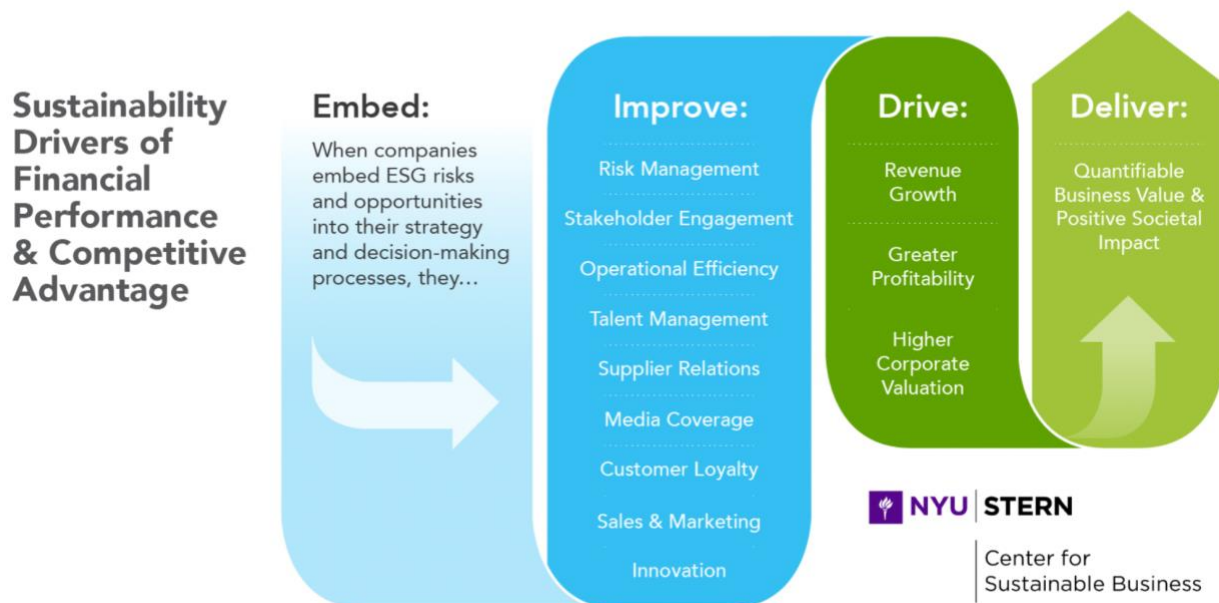 Sustainability
Drivers of
Financial
Performance
& Competitive
Advantage
Embed:
When companies
embed ESG risks
and opportunities
into their strategy
and decision-making
processes, they…
Improve:
Risk Management
Stakeholder Engagement
Operational Efficiency
Talent Management
Supplier Relations
Media Coverage
Customer Loyalty
Sales & Marketing
Innovation
Drive:
Revenue
Growth
Greater
Profitability
Higher
Corporate
Valuation
Deliver:
Quantifiable
Business Value &
Positive Societal
Impact
NYU STERN
Center for
Sustainable Business